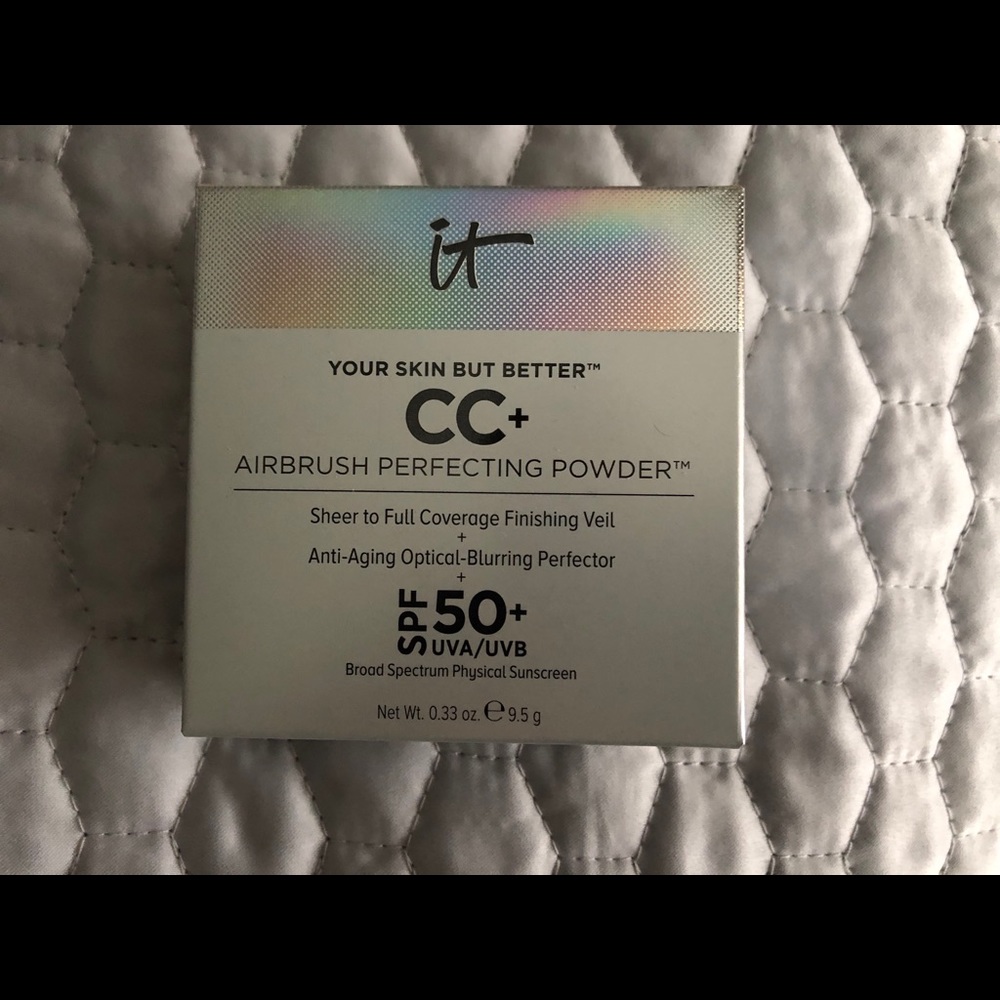 it
YOUR SKIN BUT BETTER™
CC+
AIRBRUSH PERFECTING POWDER™
Sheer to Full Coverage Finishing Veil
+
Anti-Aging Optical-Blurring Perfector
+
SPF 50+
UVA/UVB
Broad Spectrum Physical Sunscreen
Net Wt. 0.33 oz. ℮ 9.5 g